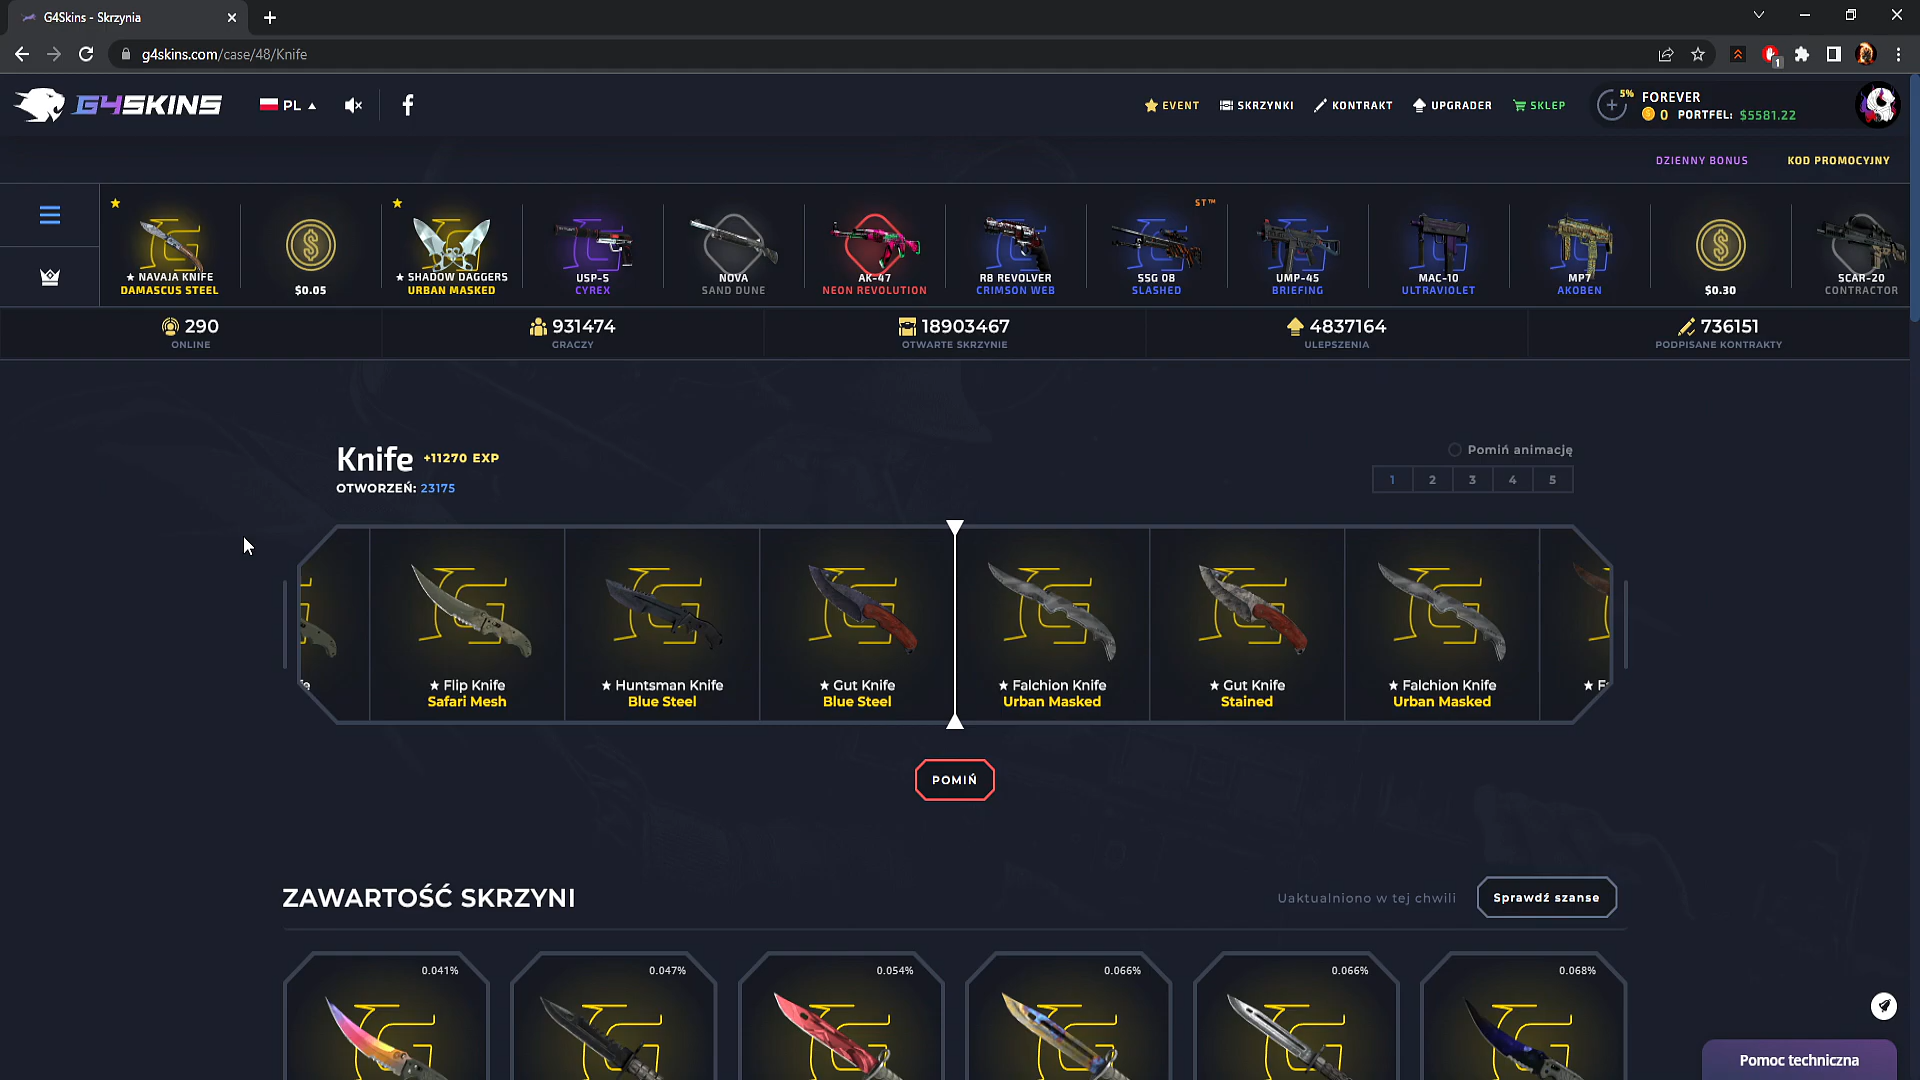 G4Skins - Skrzynia
g4skins.com/case/48/Knife
1
G4SKINS
PL
EVENT
SKRZYNKI
KONTRAKT
UPGRADER
SKLEP
5%
FOREVER
0 PORTFEL: $5581.22
DZIENNY BONUS
KOD PROMOCYJNY
★ NAVAJA KNIFE
DAMASCUS STEEL
$0.05
★ SHADOW DAGGERS
URBAN MASKED
USP-S
CYREX
NOVA
SAND DUNE
AK-47
NEON REVOLUTION
R8 REVOLVER
CRIMSON WEB
ST™
SSG 08
SLASHED
UMP-45
BRIEFING
MAC-10
ULTRAVIOLET
MP7
AKOBEN
$0.30
SCAR-20
CONTRACTOR
290
ONLINE
931474
GRACZY
18903467
OTWARTE SKRZYNIE
4837164
ULEPSZENIA
736151
PODPISANE KONTRAKTY
Knife +11270 EXP
OTWORZEŃ: 23175
Pomiń animację
1 2 3 4 5
★ Flip Knife
Safari Mesh
★ Huntsman Knife
Blue Steel
★ Gut Knife
Blue Steel
★ Falchion Knife
Urban Masked
★ Gut Knife
Stained
★ Falchion Knife
Urban Masked
POMIŃ
ZAWARTOŚĆ SKRZYNI
Uaktualniono w tej chwili
Sprawdź szanse
0.041%
0.047%
0.054%
0.066%
0.066%
0.068%
Pomoc techniczna